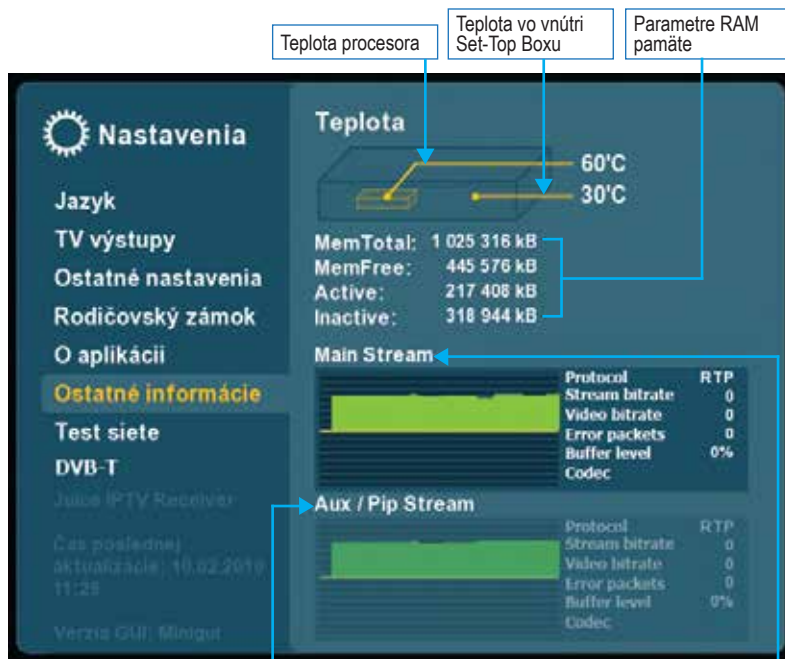 Teplota procesora
Teplota vo vnútri
Set-Top Boxu
Parametre RAM
pamäte
Nastavenia
Jazyk
TV výstupy
Ostatné nastavenia
Rodičovský zámok
O aplikácii
Ostatné informácie
Test siete
DVB-T
Juice IPTV Receiver
Čas poslednej
aktualizácie: 10.02.2010
11:28
Verzia GUI: Minigui
Teplota
60'C
30'C
MemTotal: 1 025 316 kB
MemFree: 445 576 kB
Active: 217 408 kB
Inactive: 318 944 kB
Main Stream
Protocol RTP
Stream bitrate 0
Video bitrate 0
Error packets 0
Buffer level 0%
Codec
Aux / Pip Stream
Protocol RTP
Stream bitrate 0
Video bitrate 0
Error packets 0
Buffer level 0%
Codec